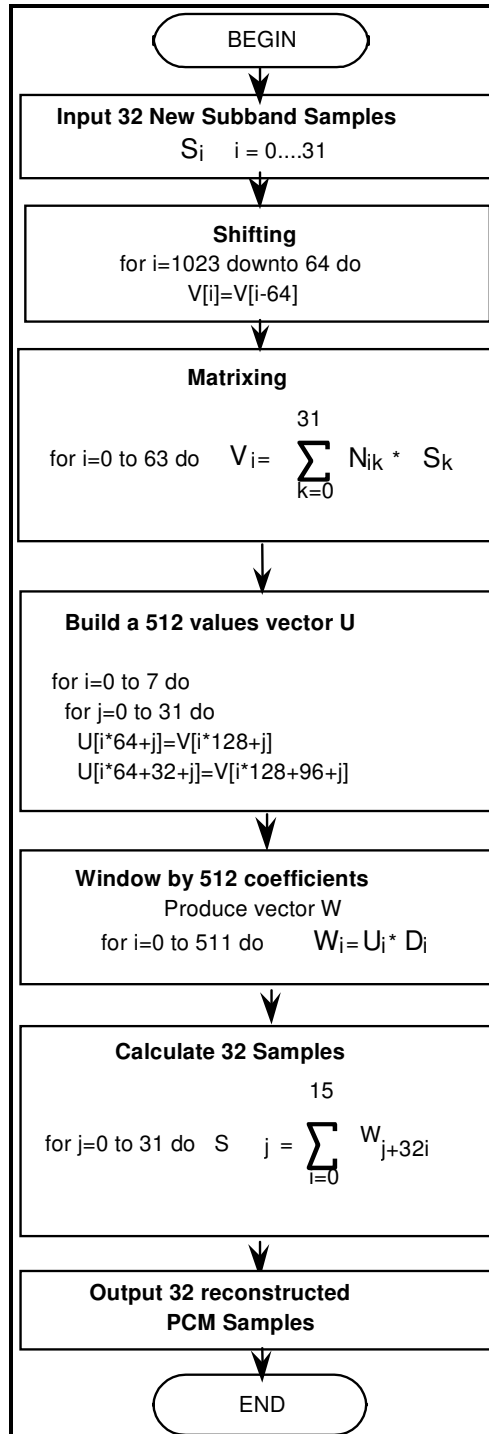 BEGIN
Input 32 New Subband Samples
Si i = 0....31
Shifting
for i=1023 downto 64 do
V[i]=V[i-64]
Matrixing
31
for i=0 to 63 do Vi= ∑ Nik * Sk
k=0
Build a 512 values vector U
for i=0 to 7 do
for j=0 to 31 do
U[i*64+j]=V[i*128+j]
U[i*64+32+j]=V[i*128+96+j]
Window by 512 coefficients
Produce vector W
for i=0 to 511 do Wi=Ui* Di
Calculate 32 Samples
15
for j=0 to 31 do S j = ∑ Wj+32i
i=0
Output 32 reconstructed
PCM Samples
END